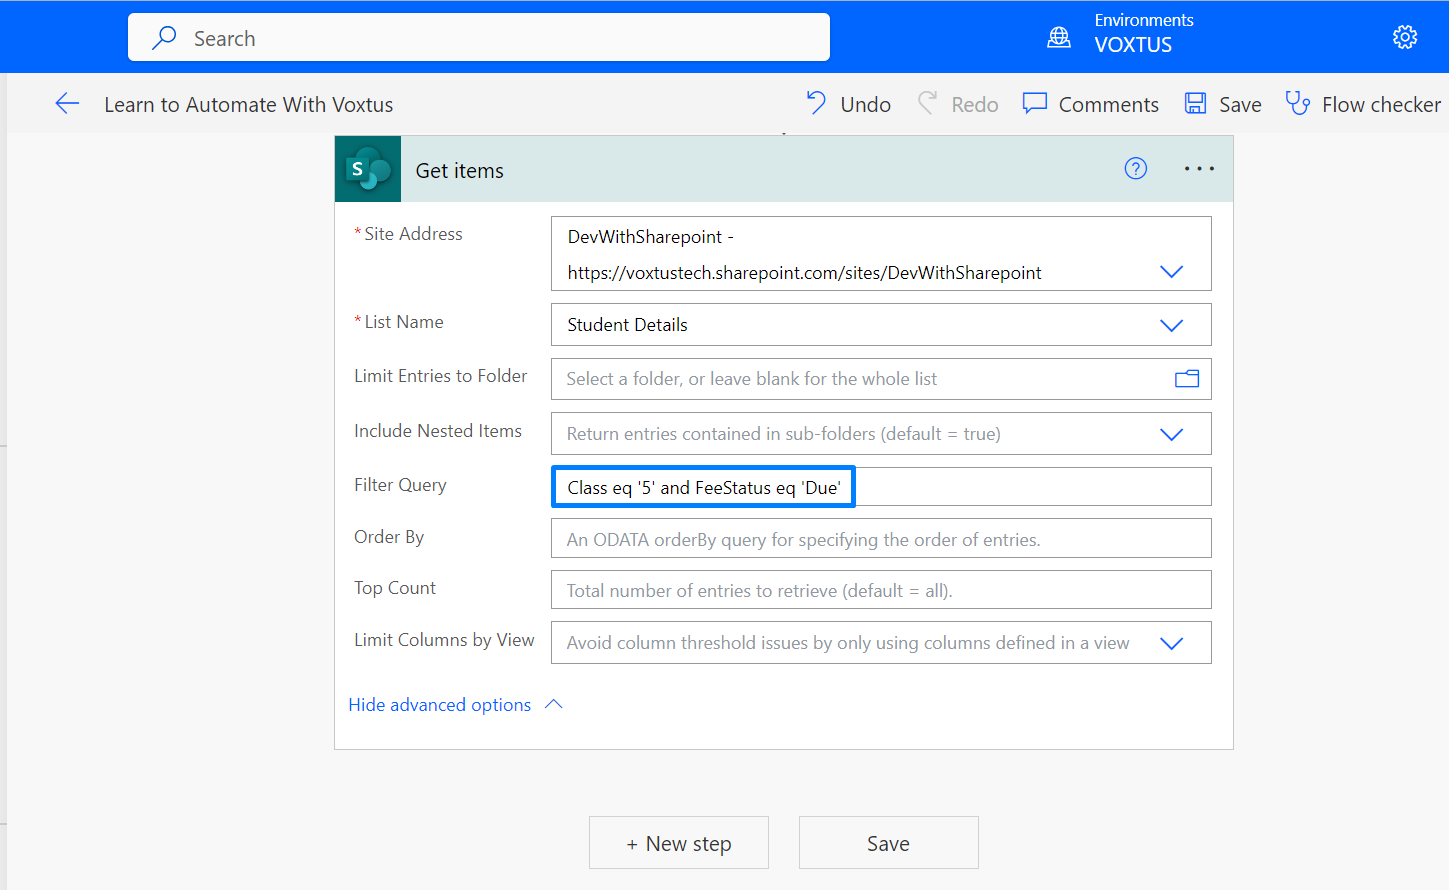 Search
Environments
VOXTUS
Learn to Automate With Voxtus
Undo
Redo
Comments
Save
Flow checker
S
Get items
?
* Site Address
DevWithSharepoint -
https://voxtustech.sharepoint.com/sites/DevWithSharepoint
* List Name
Student Details
Limit Entries to Folder
Select a folder, or leave blank for the whole list
Include Nested Items
Return entries contained in sub-folders (default = true)
Filter Query
Class eq '5' and FeeStatus eq 'Due'
Order By
An ODATA orderBy query for specifying the order of entries.
Top Count
Total number of entries to retrieve (default = all).
Limit Columns by View
Avoid column threshold issues by only using columns defined in a view
Hide advanced options
+ New step
Save